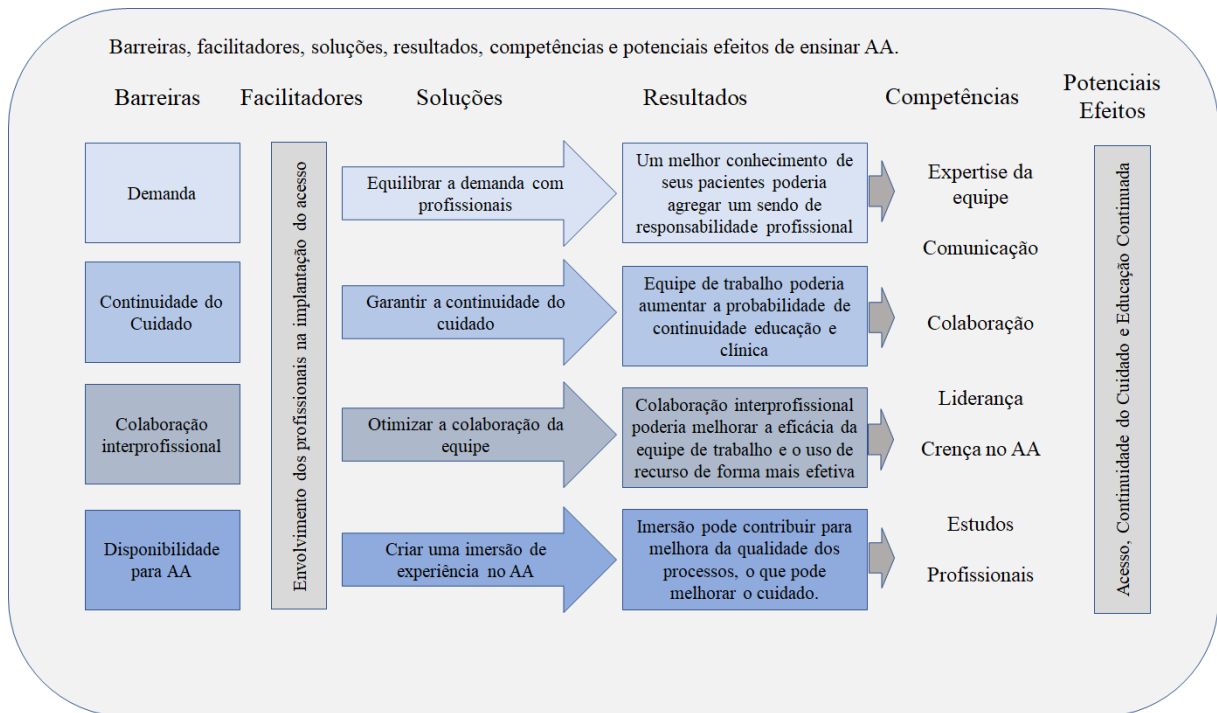 Barreiras, facilitadores, soluções, resultados, competências e potenciais efeitos de ensinar AA.
Barreiras
Facilitadores
Soluções
Resultados
Competências
Potenciais
Efeitos
Demanda
Continuidade do
Cuidado
Colaboração
interprofissional
Disponibilidade
para AA
Envolvimento dos profissionais na implantação do acesso
Equilibrar a demanda com
profissionais
Garantir a continuidade do
cuidado
Otimizar a colaboração da
equipe
Criar uma imersão de
experiência no AA
Um melhor conhecimento de
seus pacientes poderia
agregar um sendo de
responsabilidade profissional
Equipe de trabalho poderia
aumentar a probabilidade de
continuidade educação e
clínica
Colaboração interprofissional
poderia melhorar a eficácia da
equipe de trabalho e o uso de
recurso de forma mais efetiva
Imersão pode contribuir para
melhora da qualidade dos
processos, o que pode
melhorar o cuidado.
Expertise da
equipe
Comunicação
Colaboração
Liderança
Crença no AA
Estudos
Profissionais
Acesso, Continuidade do Cuidado e Educação Continuada